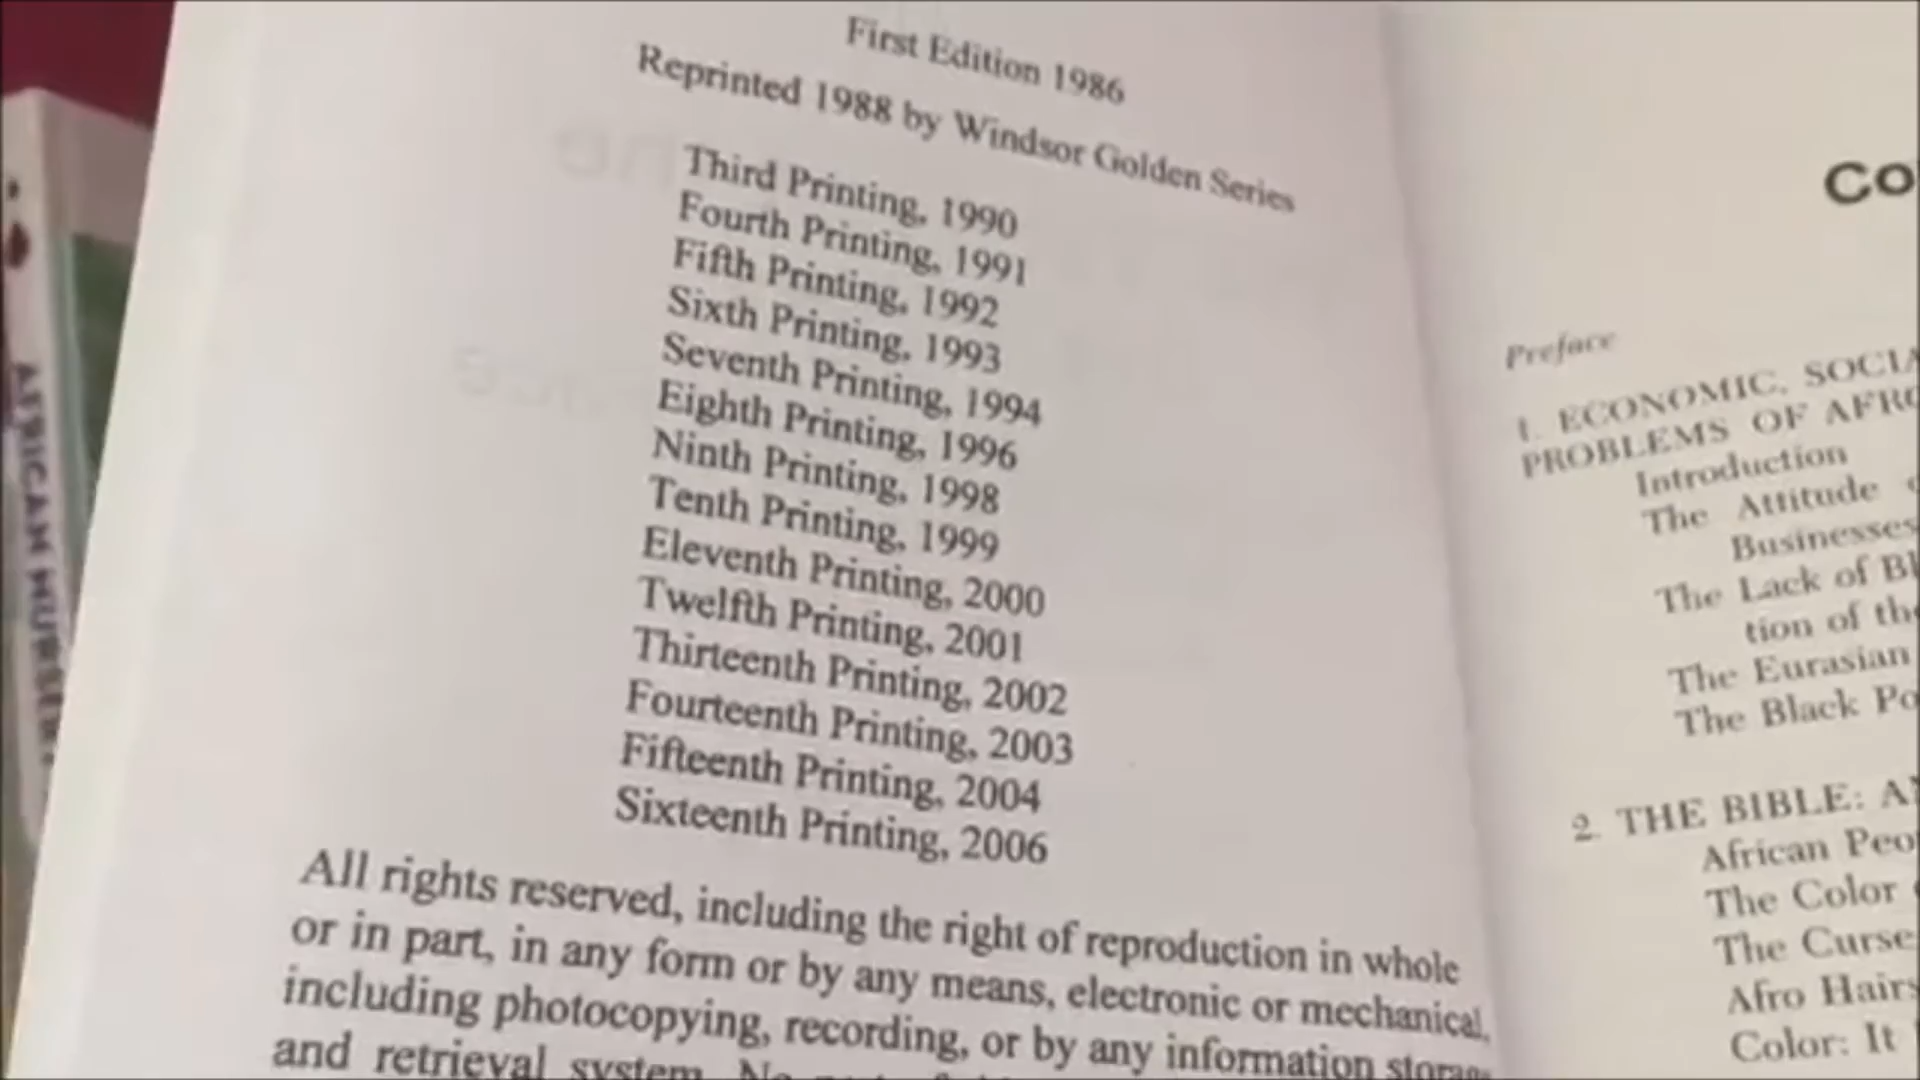 First Edition 1986
Reprinted 1988 by Windsor Golden Series
Third Printing, 1990
Fourth Printing, 1991
Fifth Printing, 1992
Sixth Printing, 1993
Seventh Printing, 1994
Eighth Printing, 1996
Ninth Printing, 1998
Tenth Printing, 1999
Eleventh Printing, 2000
Twelfth Printing, 2001
Thirteenth Printing, 2002
Fourteenth Printing, 2003
Fifteenth Printing, 2004
Sixteenth Printing, 2006
All rights reserved, including the right of reproduction in whole
or in part, in any form or by any means, electronic or mechanical,
including photocopying, recording, or by any information
and retrieval system.
Preface
1. ECONOMIC,
PROBLEMS OF
Introduction
The Attitude
Businesses
The Lack of
tion of
The Eurasian
The Black
2. THE BIBLE:
African
The Color
The Curse
Afro
Color: It
AFRICAN